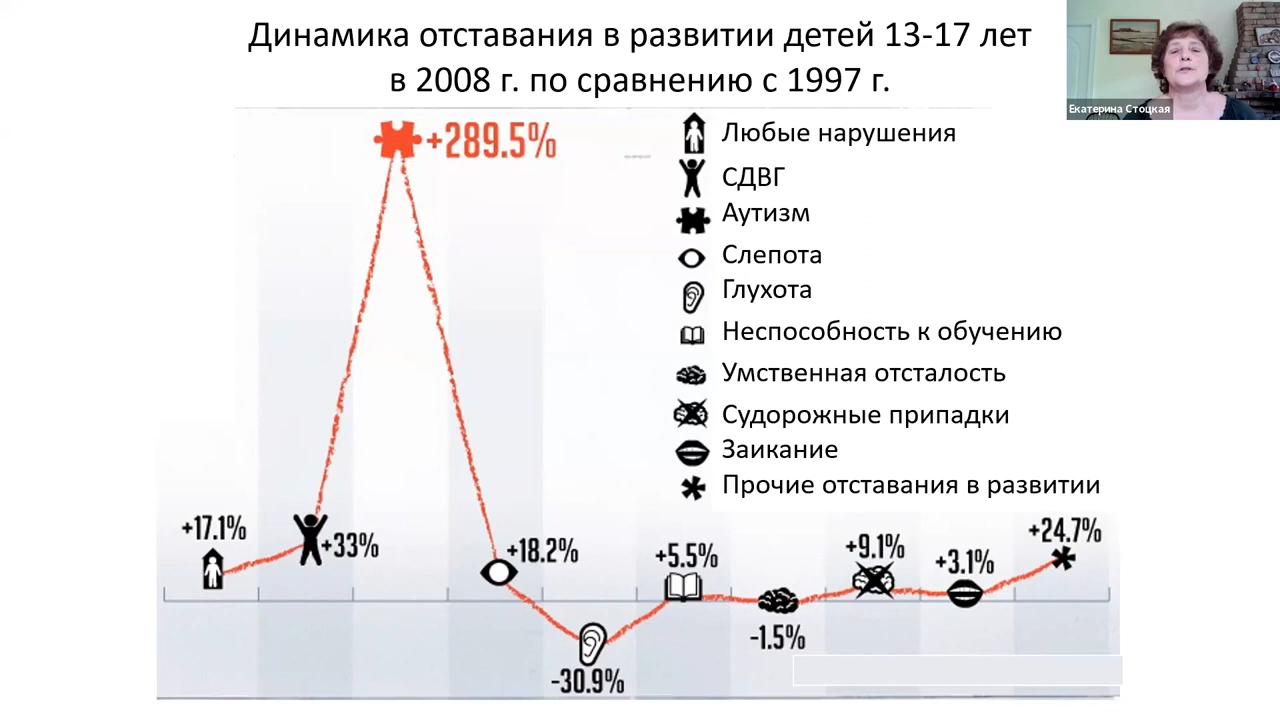 Динамика отставания в развитии детей 13-17 лет
в 2008 г. по сравнению с 1997 г.
Екатерина Стоцкая
+289.5%
Любые нарушения
СДВГ
Аутизм
Слепота
Глухота
Неспособность к обучению
Умственная отсталость
Судорожные припадки
Заикание
Прочие отставания в развитии
+17.1%
+33%
+18.2%
-30.9%
+5.5%
-1.5%
+9.1%
+3.1%
+24.7%